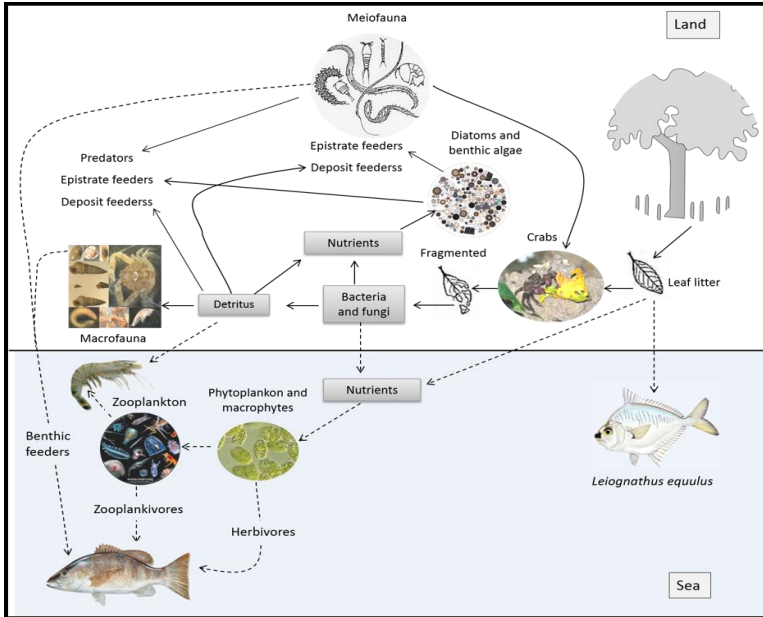 Meiofauna
Land
Epistrate feeders
Deposit feederss
Diatoms and
benthic algae
Predators
Epistrate feeders
Deposit feederss
Nutrients
Fragmented
Crabs
Leaf litter
Detritus
Bacteria
and fungi
Macrofauna
Nutrients
Phytoplankon and
macrophytes
Zooplankton
Benthic
feeders
Leiognathus equulus
Zooplankivores
Herbivores
Sea